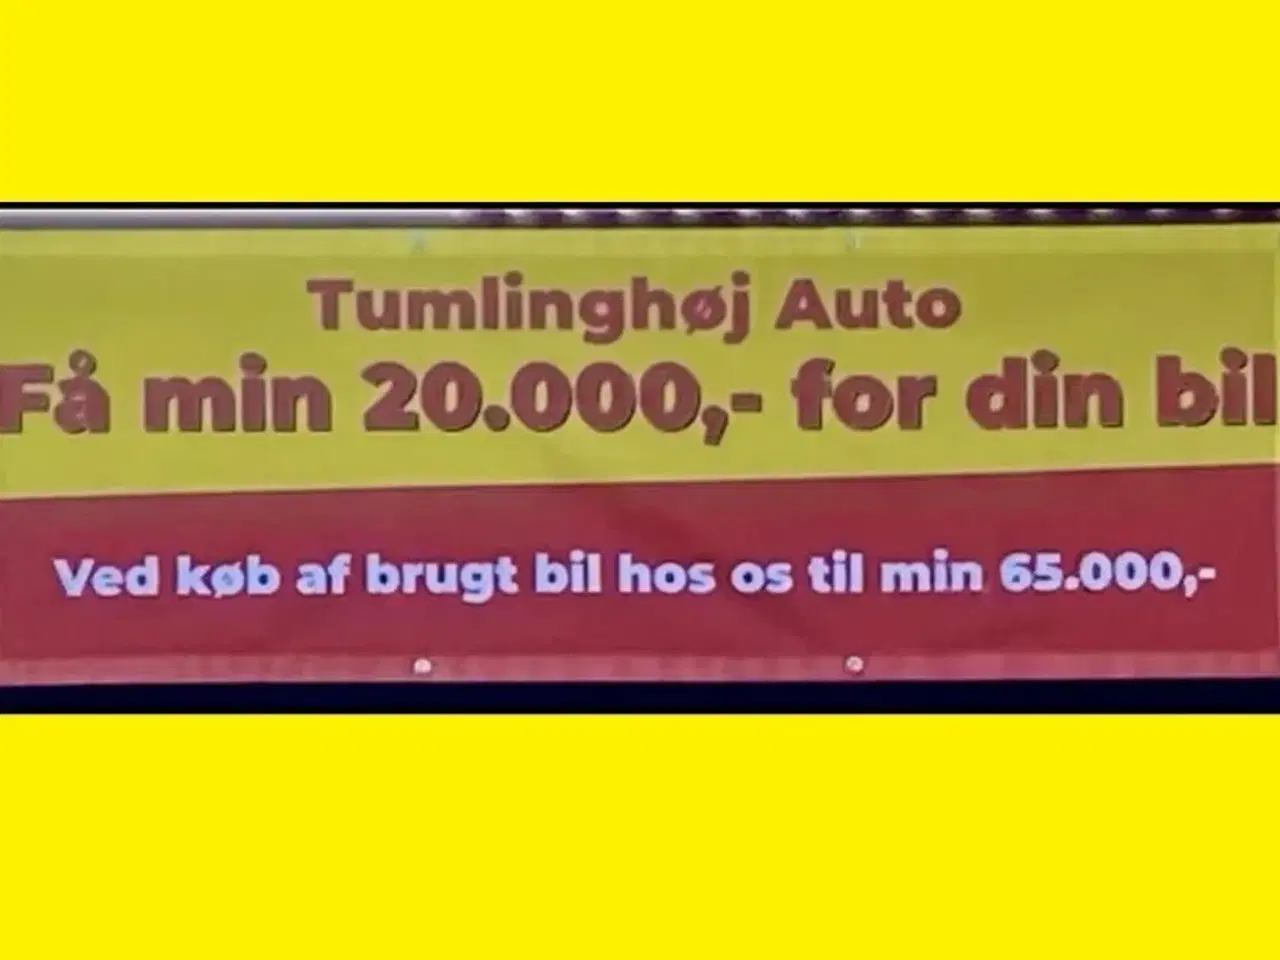 Tumlinghøj Auto
Få min 20.000,- for din bil
Ved køb af brugt bil hos os til min 65.000,-